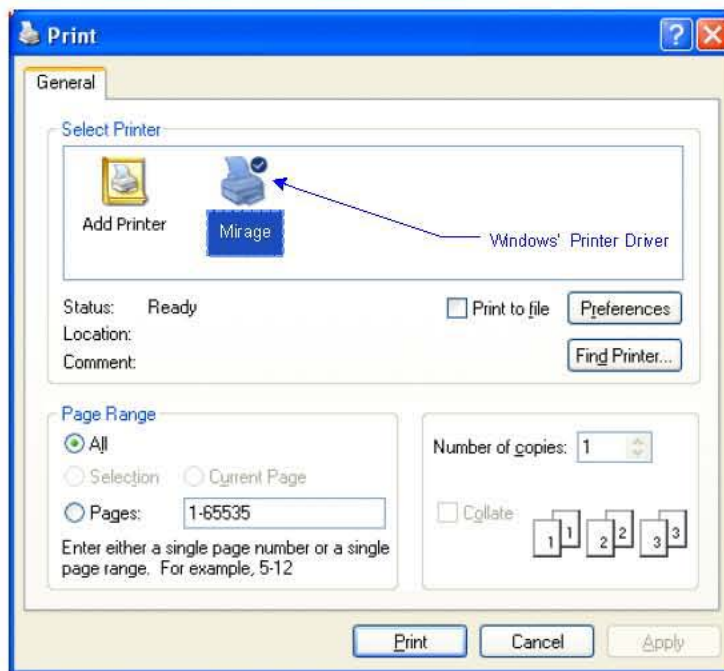 Print
General
Select Printer
Add Printer
Mirage
Windows' Printer Driver
Status: Ready
Location:
Comment:
Print to file
Preferences
Find Printer...
Page Range
All
Selection
Current Page
Pages: 1-65535
Enter either a single page number or a single
page range. For example, 5-12
Number of copies: 1
Collate
1 1 2 2 3 3
Print
Cancel
Apply